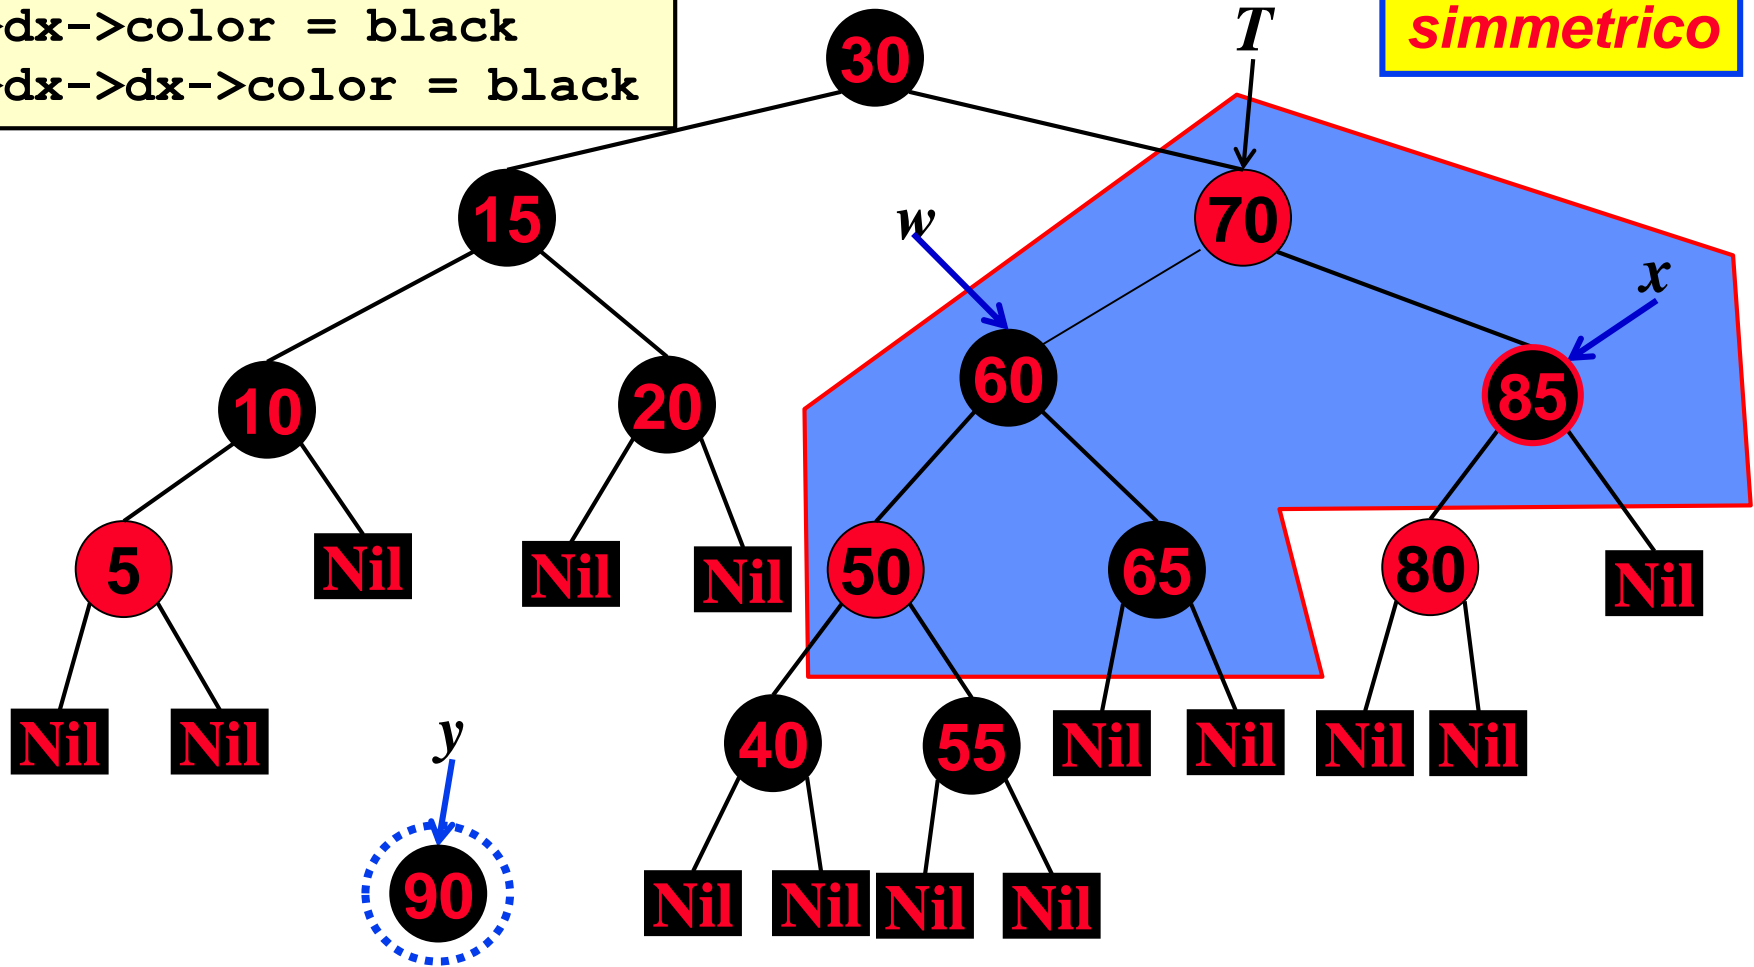 >dx->color = black
>dx->dx->color = black
simmetrico
T
30
15
70
w
x
10
20
60
85
5
Nil
Nil
Nil
50
65
80
Nil
Nil
Nil
y
40
55
Nil
Nil
Nil
Nil
90
Nil
Nil
Nil
Nil